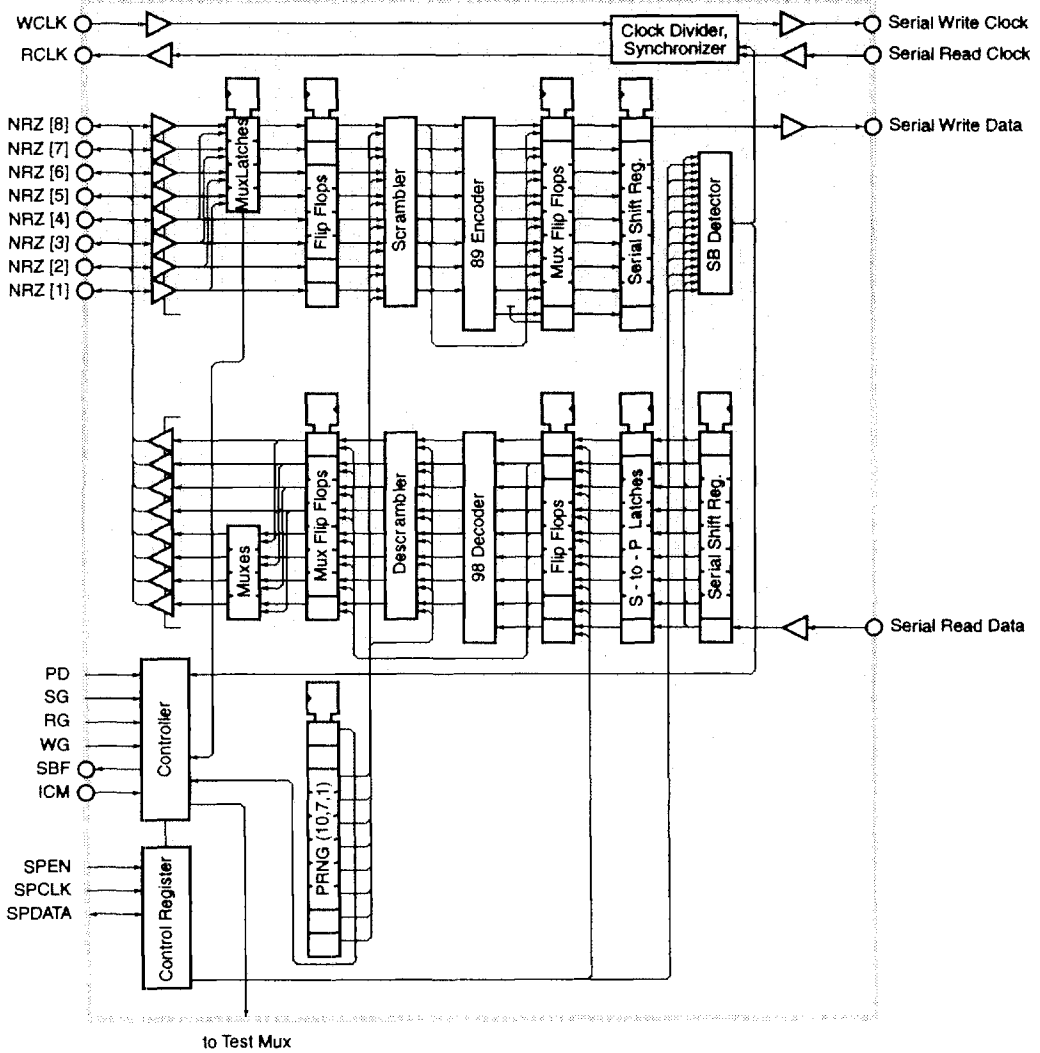 WCLK
Clock Divider,
Synchronizer
Serial Write Clock
RCLK
Serial Read Clock
NRZ [8]
NRZ [7]
NRZ [6]
NRZ [5]
NRZ [4]
NRZ [3]
NRZ [2]
NRZ [1]
MuxLatches
Flip Flops
Scrambler
89 Encoder
Mux Flip Flops
Serial Shift Reg.
SB Detector
Serial Write Data
Muxes
Mux Flip Flops
Descrambler
98 Decoder
Flip Flops
S - to - P Latches
Serial Shift Reg.
Serial Read Data
PD
SG
RG
WG
SBF
ICM
Controller
PRNG (10,7,1)
SPEN
SPCLK
SPDATA
Control Register
to Test Mux